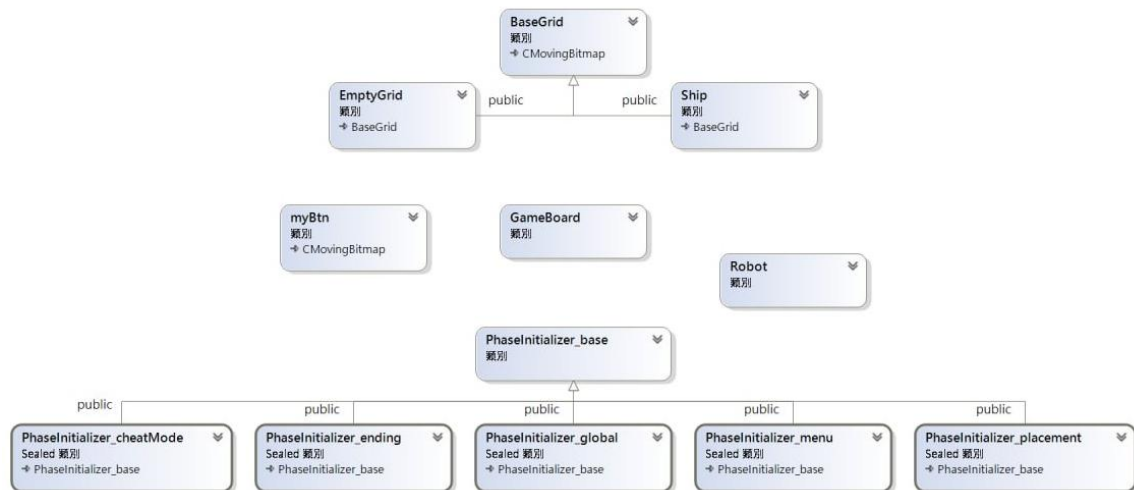 BaseGrid
類別
CMovingBitmap
EmptyGrid
類別
BaseGrid
public
public
Ship
類別
BaseGrid
myBtn
類別
CMovingBitmap
GameBoard
類別
Robot
類別
PhaseInitializer_base
類別
public
public
public
public
public
PhaseInitializer_cheatMode
Sealed 類別
PhaseInitializer_base
PhaseInitializer_ending
Sealed 類別
PhaseInitializer_base
PhaseInitializer_global
Sealed 類別
PhaseInitializer_base
PhaseInitializer_menu
Sealed 類別
PhaseInitializer_base
PhaseInitializer_placement
Sealed 類別
PhaseInitializer_base